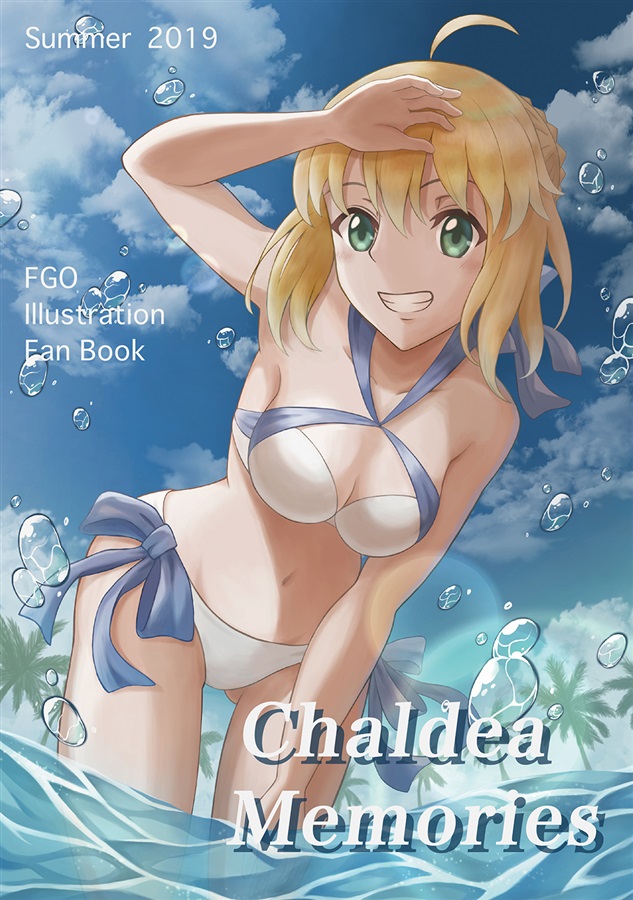 Summer 2019
FGO
Illustration
Fan Book
Chaldea
Memories